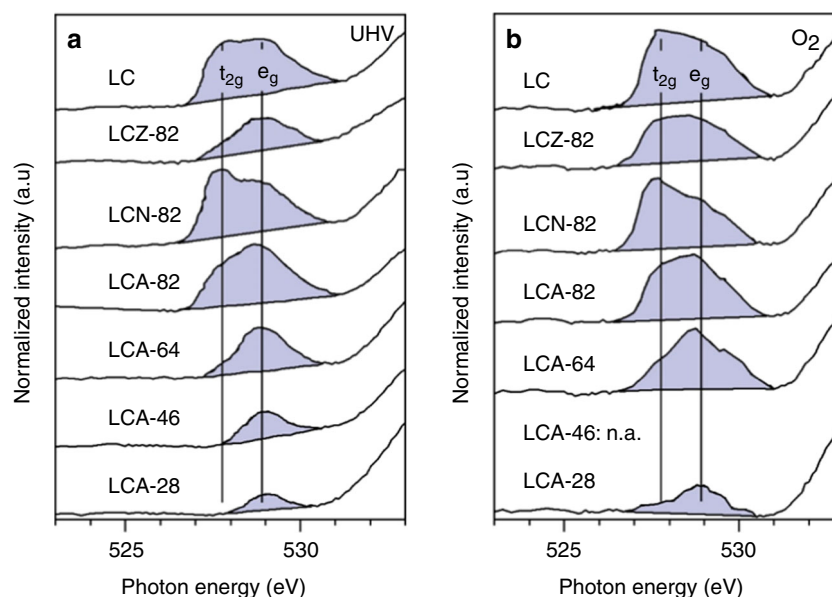 a
UHV
LC
t2g eg
LCZ-82
LCN-82
LCA-82
LCA-64
LCA-46
LCA-28
525 530
Photon energy (eV)
Normalized intensity (a.u)
b
O2
LC
t2g eg
LCZ-82
LCN-82
LCA-82
LCA-64
LCA-46: n.a.
LCA-28
525 530
Photon energy (eV)
Normalized intensity (a.u)